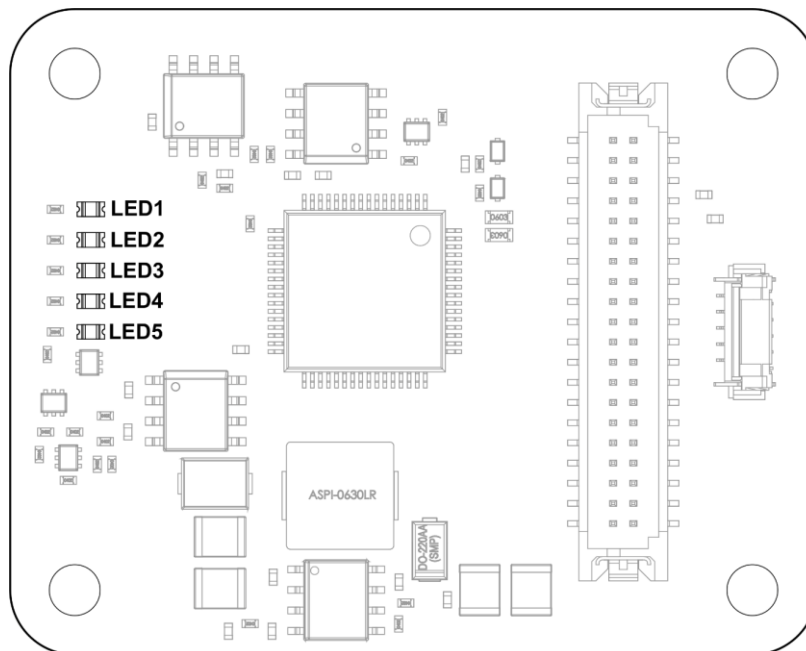 LED1
LED2
LED3
LED4
LED5
0603
0603
ASPI-0630LR
DO-220AA
(SMP)